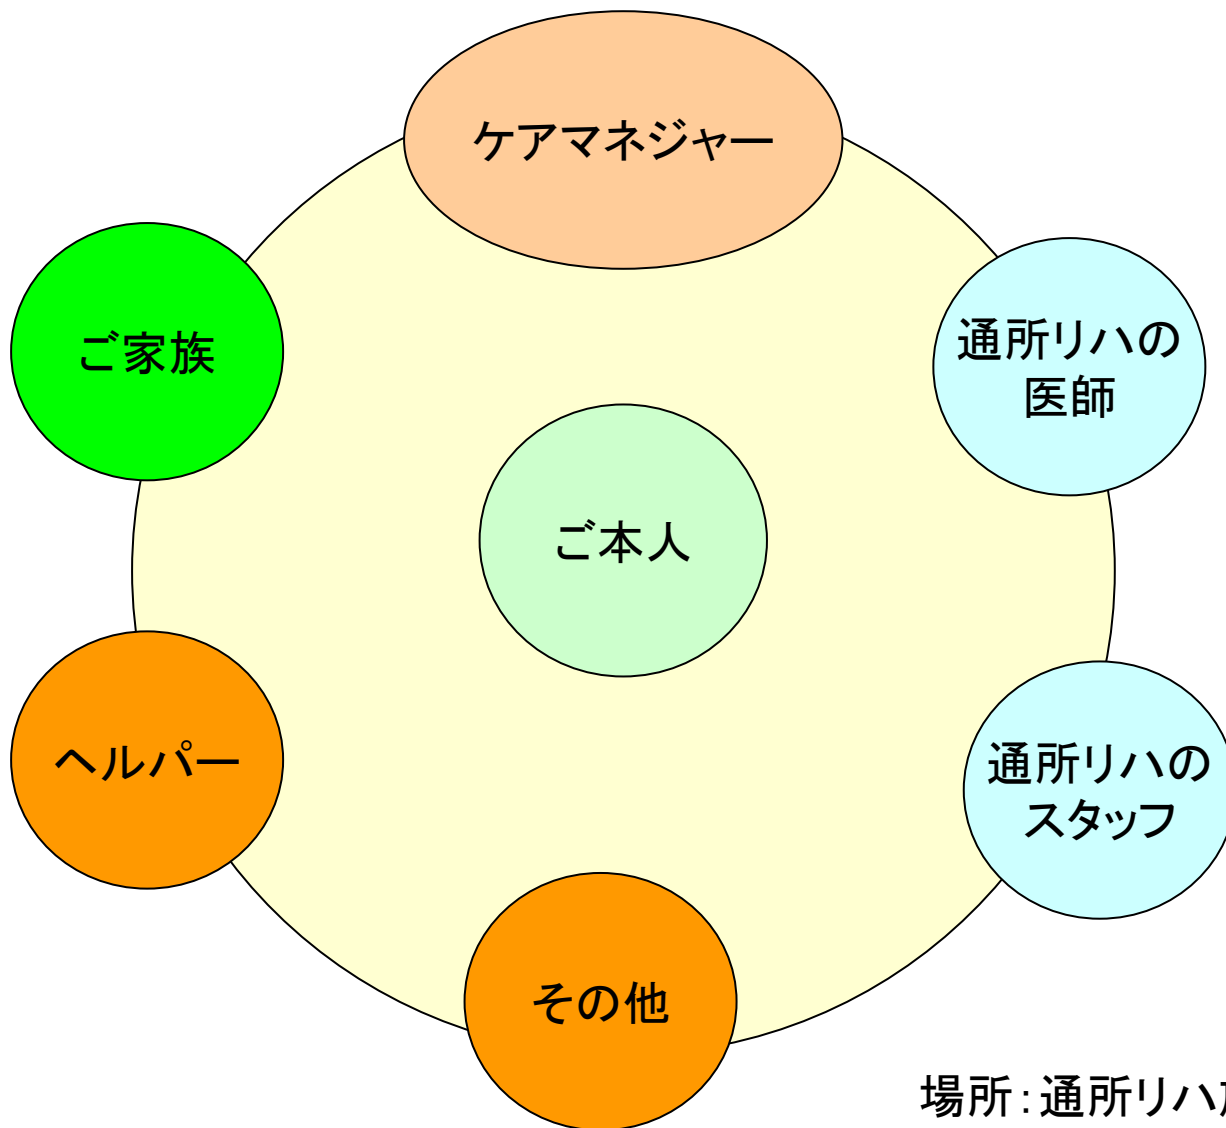 ケアマネジャー
ご家族
通所リハの
医師
ご本人
ヘルパー
通所リハの
スタッフ
その他
場所：通所リハ